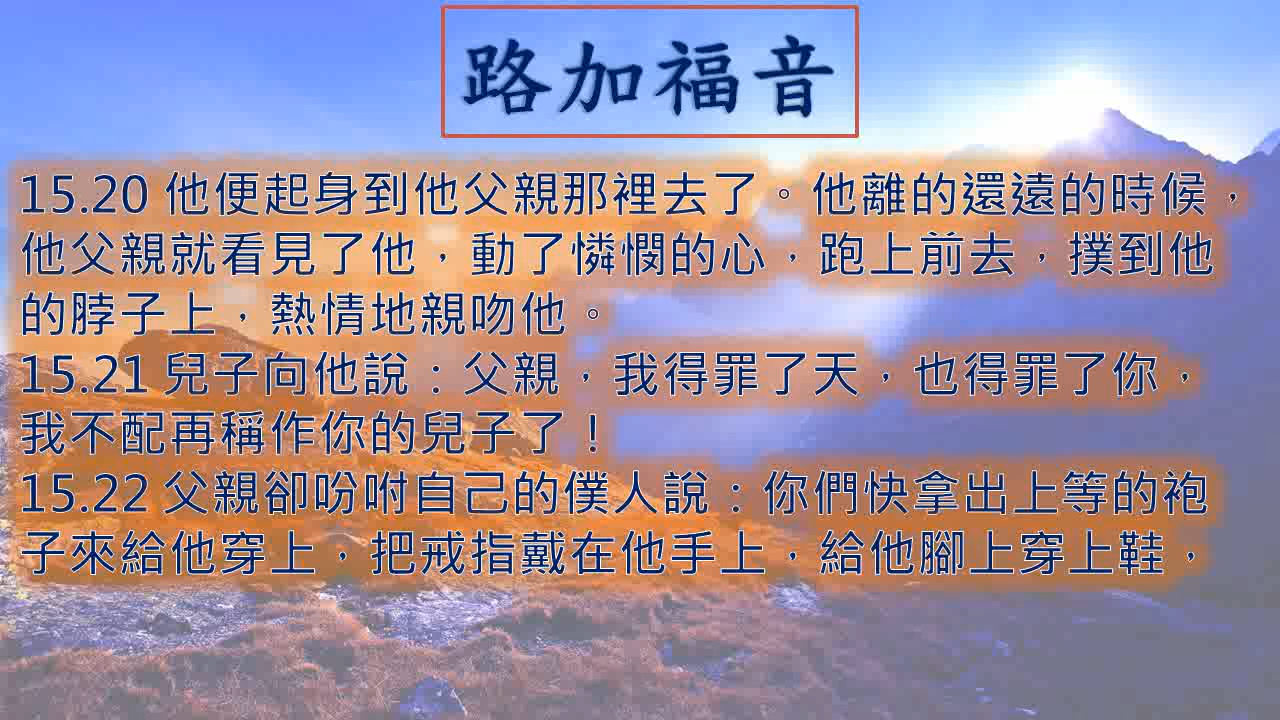 路加福音
15.20 他便起身到他父親那裡去了。他離的還遠的時候，
他父親就看見了他，動了憐憫的心，跑上前去，撲到他
的脖子上，熱情地親吻他。
15.21 兒子向他說：父親，我得罪了天，也得罪了你，
我不配再稱作你的兒子了！
15.22 父親卻吩咐自己的僕人說：你們快拿出上等的袍
子來給他穿上，把戒指戴在他手上，給他腳上穿上鞋，